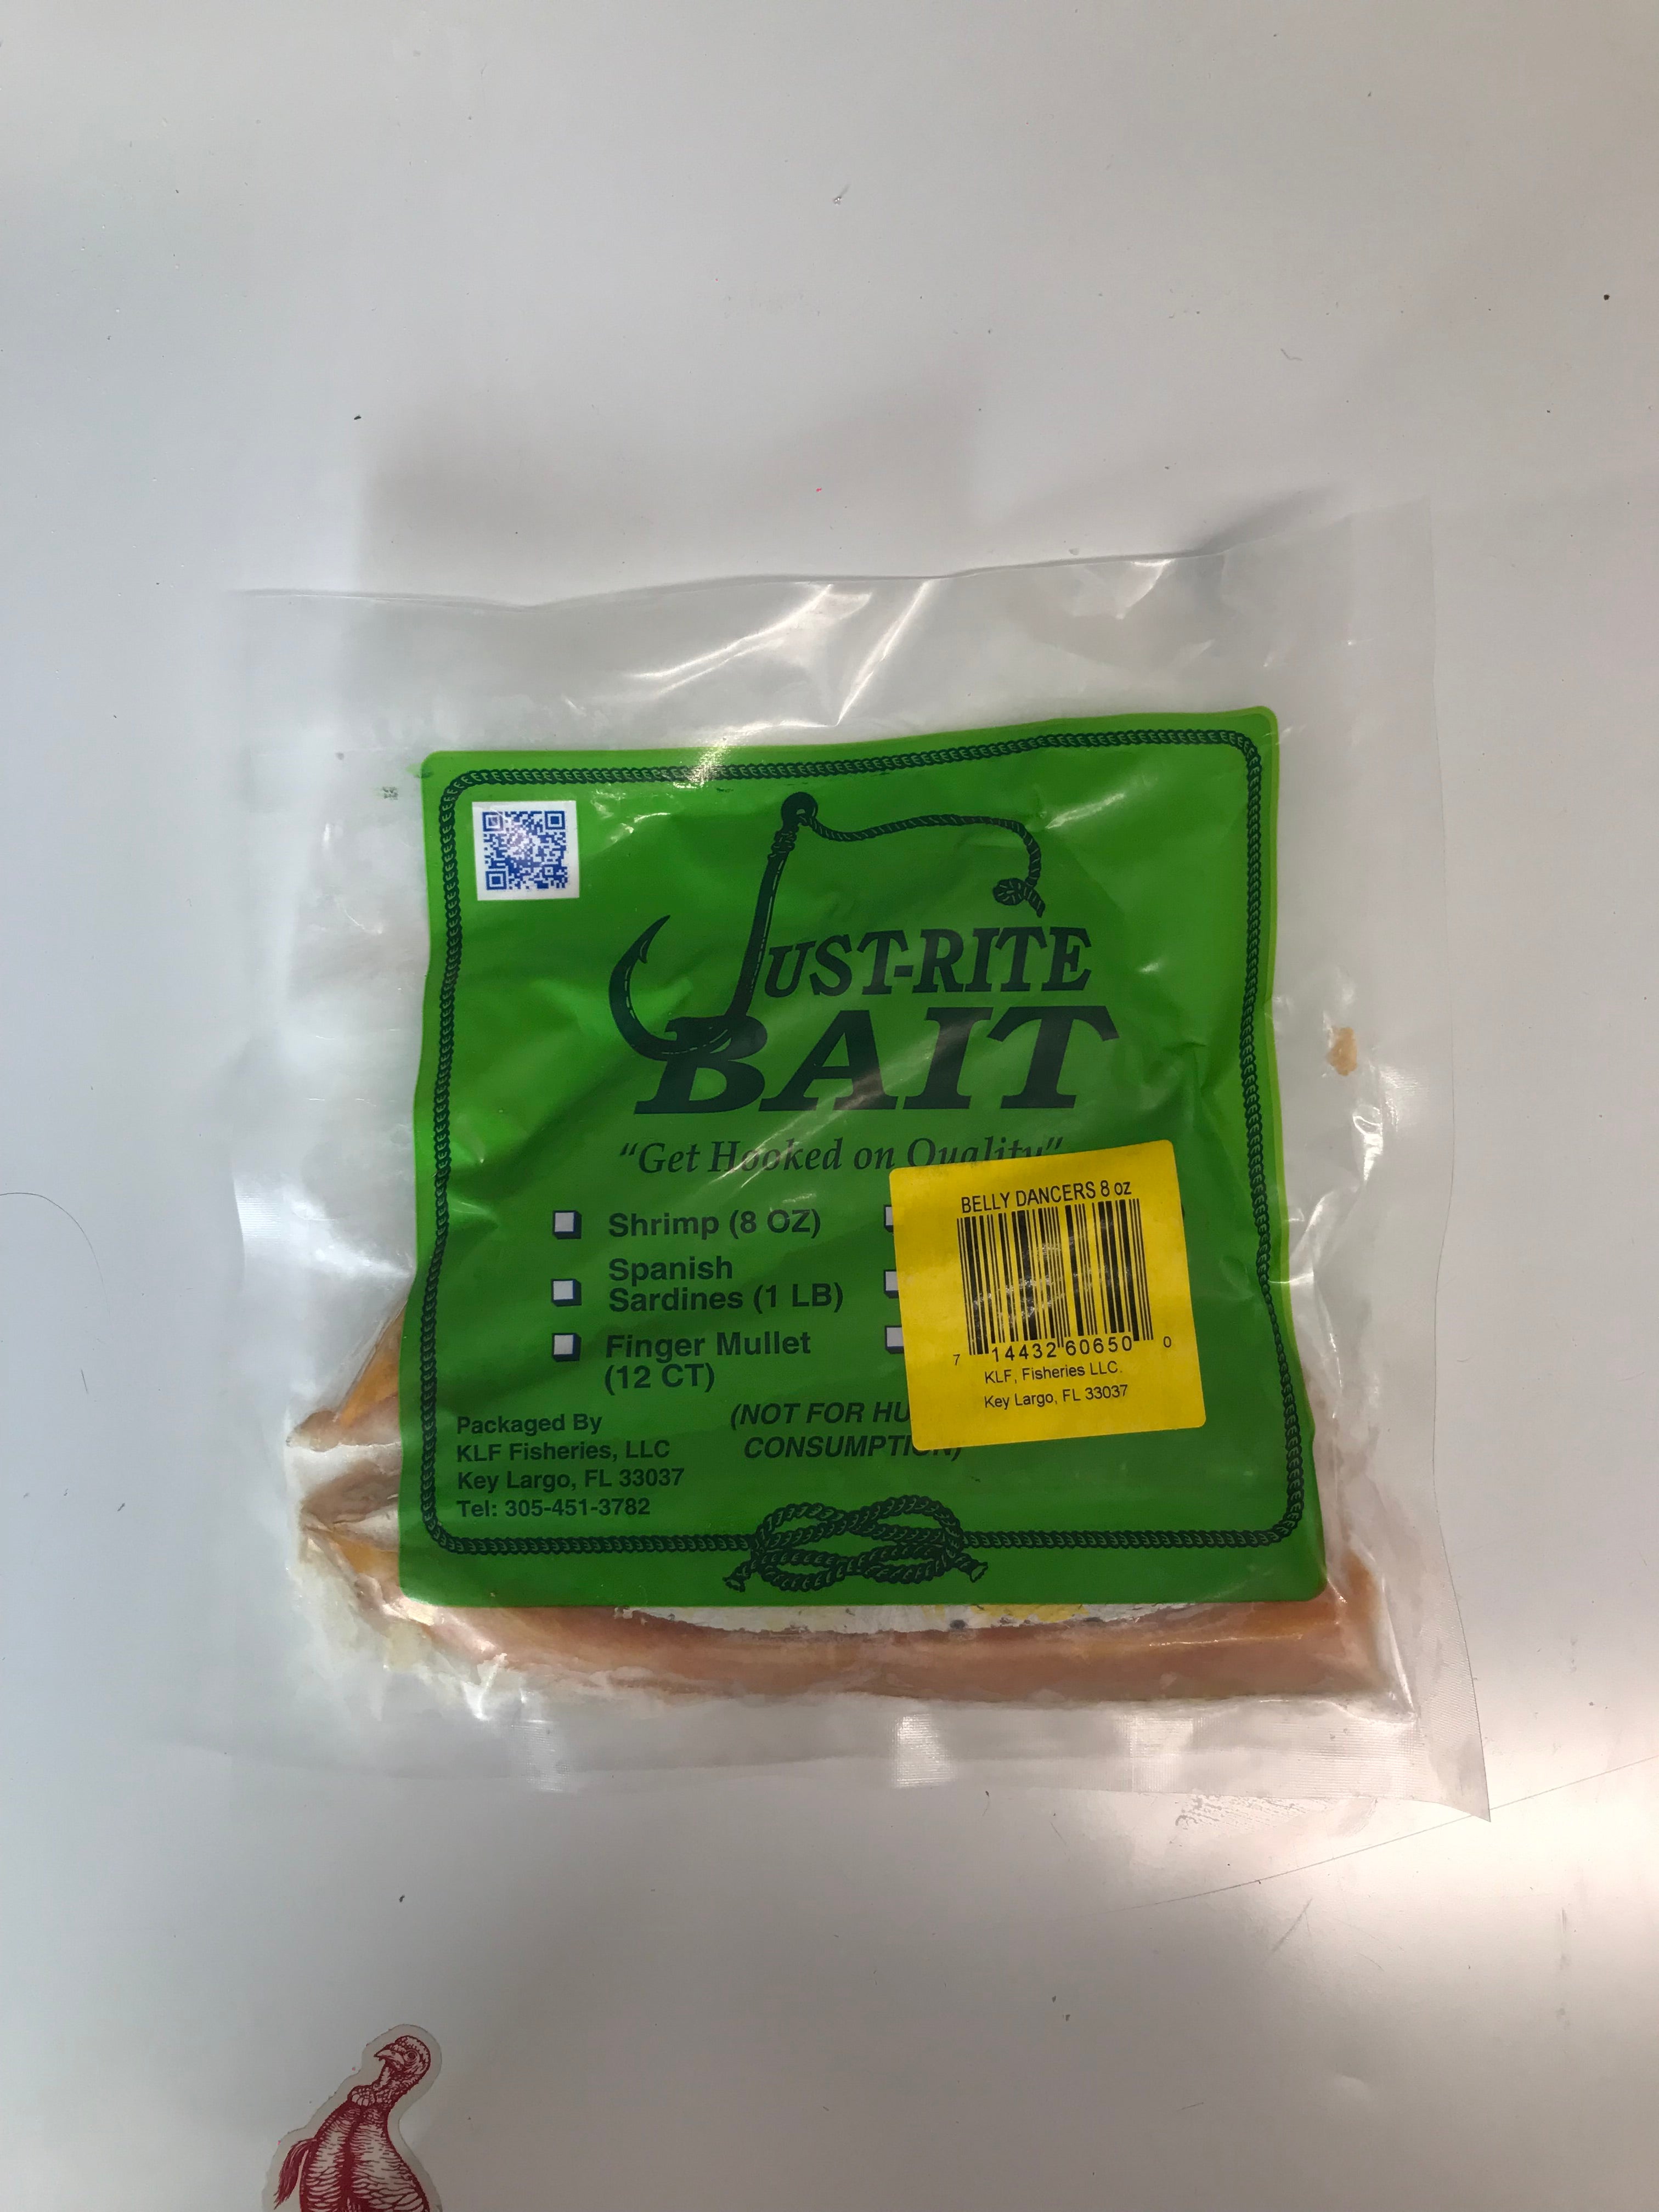 JUST-RITE
BAIT
"Get Hooked on Quality"
Shrimp (8 OZ)
Spanish
Sardines (1 LB)
Finger Mullet
(12 CT)
BELLY DANCERS 8 oz
7 14432 60650 0
KLF, Fisheries LLC.
Key Largo, FL 33037
(NOT FOR HU
CONSUMPTION)
Packaged By
KLF Fisheries, LLC
Key Largo, FL 33037
Tel: 305-451-3782